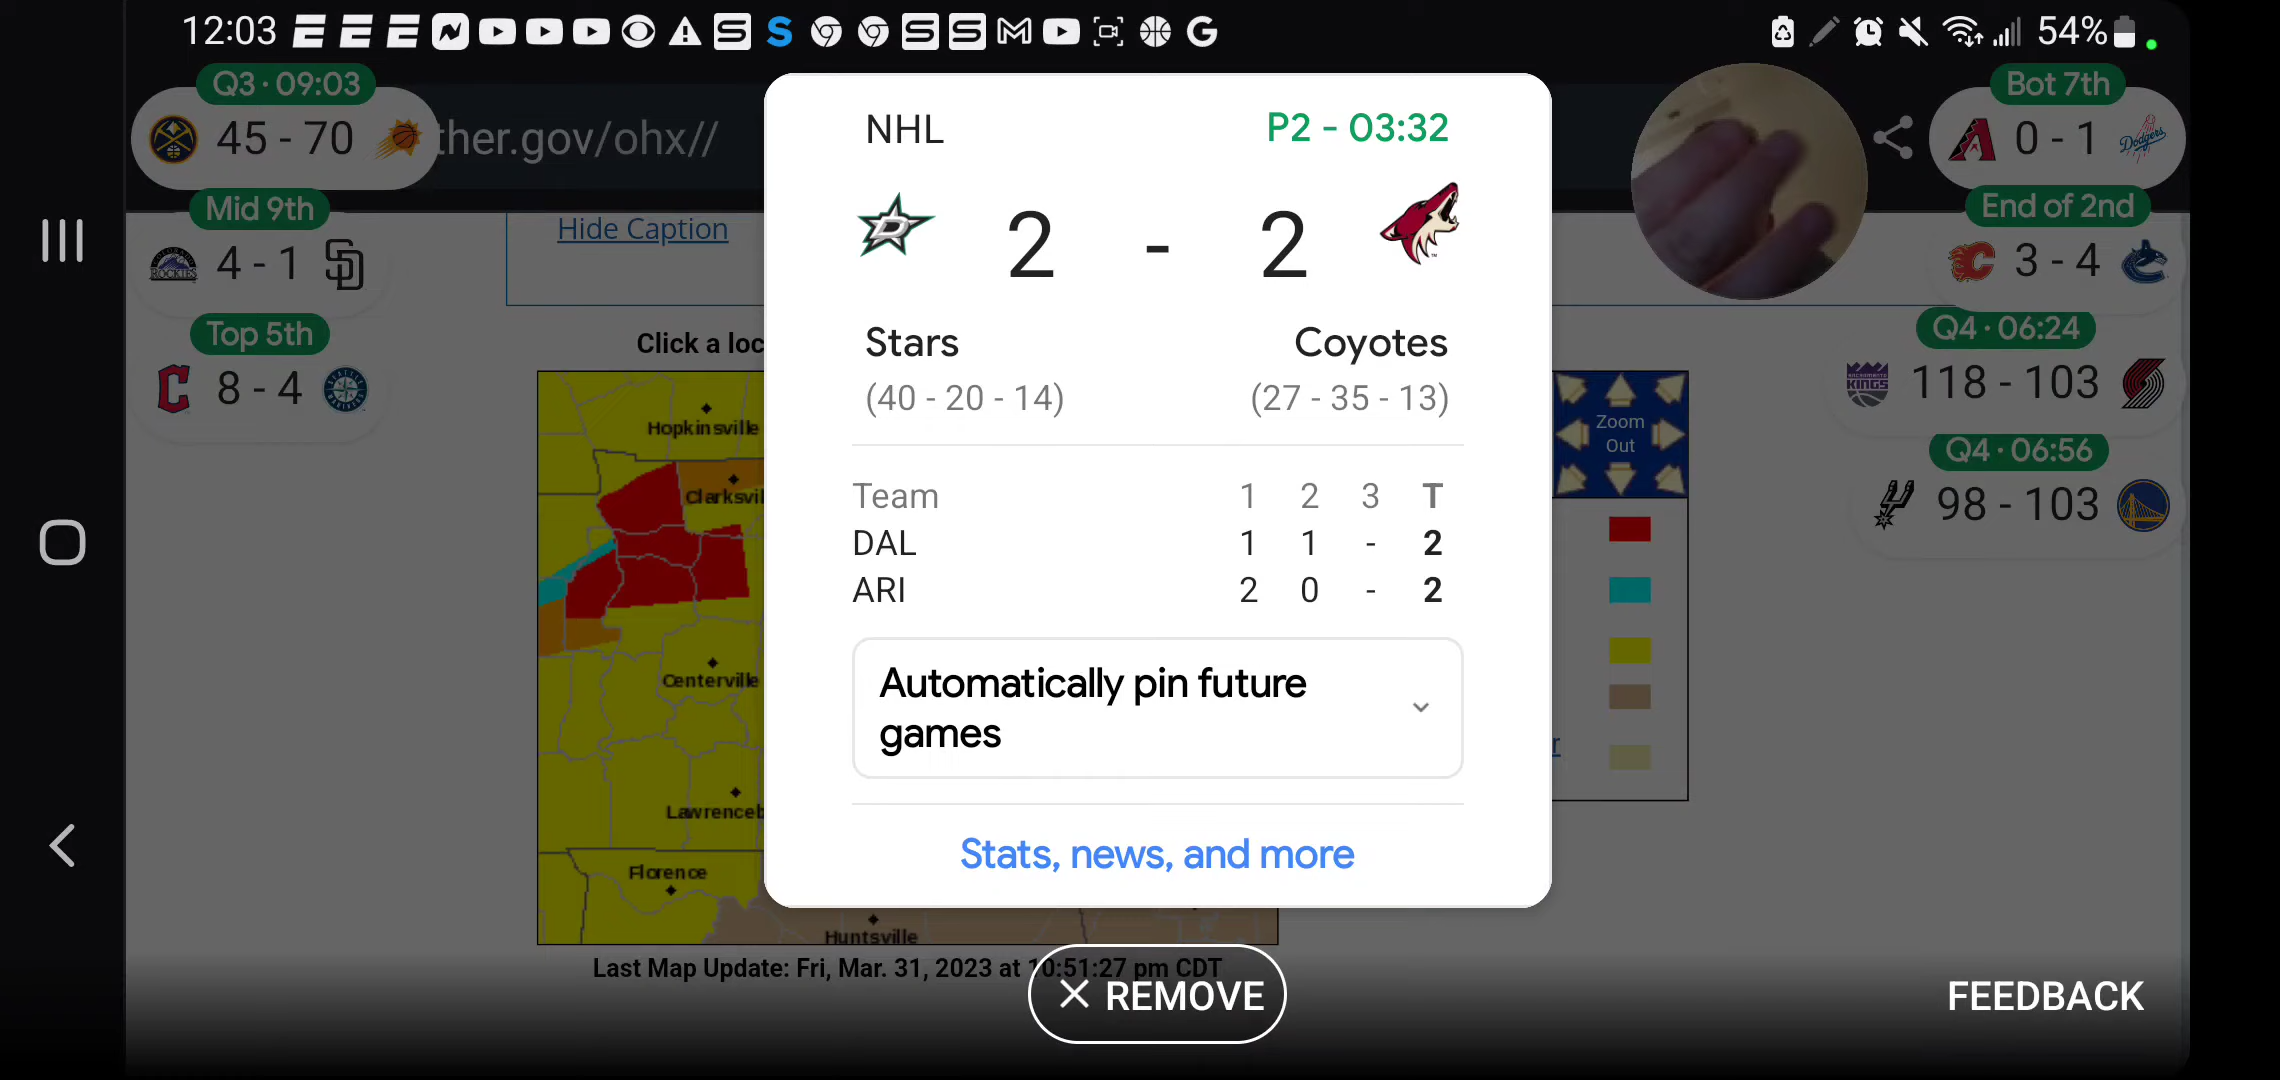 12:03
54%
Q3 · 09:03
45 - 70
ther.gov/ohx//
Mid 9th
4 - 1
Top 5th
8 - 4
Bot 7th
0 - 1
Dodgers
End of 2nd
3 - 4
Q4 · 06:24
118 - 103
Q4 · 06:56
98 - 103
Hide Caption
Click a loc
Hopkinsville
Clarksvil
Centerville
Lawrenceb
Florence
Huntsville
Zoom
Out
r
Last Map Update: Fri, Mar. 31, 2023 at 10:51:27 pm CDT
NHL
P2 - 03:32
2 - 2
Stars
Coyotes
(40 - 20 - 14)
(27 - 35 - 13)
Team 1 2 3 T
DAL 1 1 - 2
ARI 2 0 - 2
Automatically pin future
games
Stats, news, and more
REMOVE
FEEDBACK